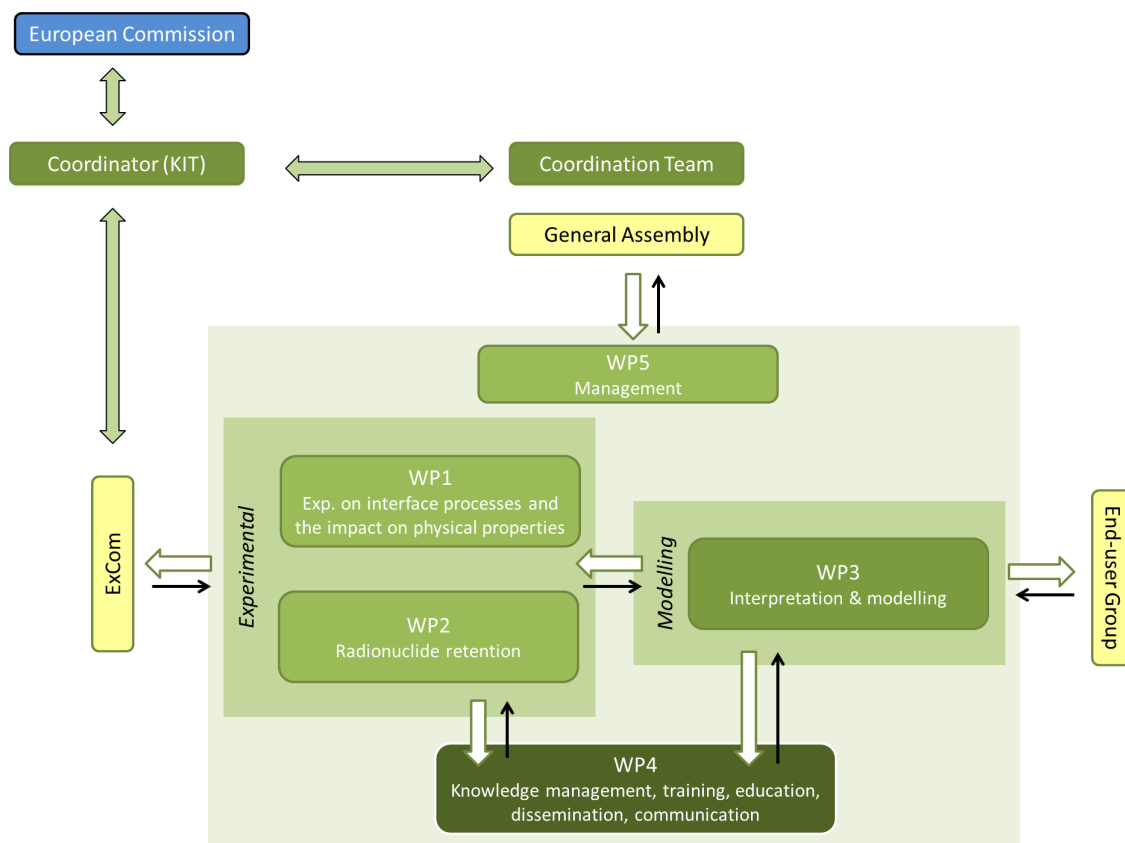 European Commission
Coordinator (KIT)
Coordination Team
General Assembly
WP5
Management
Experimental
WP1
Exp. on interface processes and
the impact on physical properties
WP2
Radionuclide retention
ExCom
Modelling
WP3
Interpretation & modelling
End-user Group
WP4
Knowledge management, training, education,
dissemination, communication